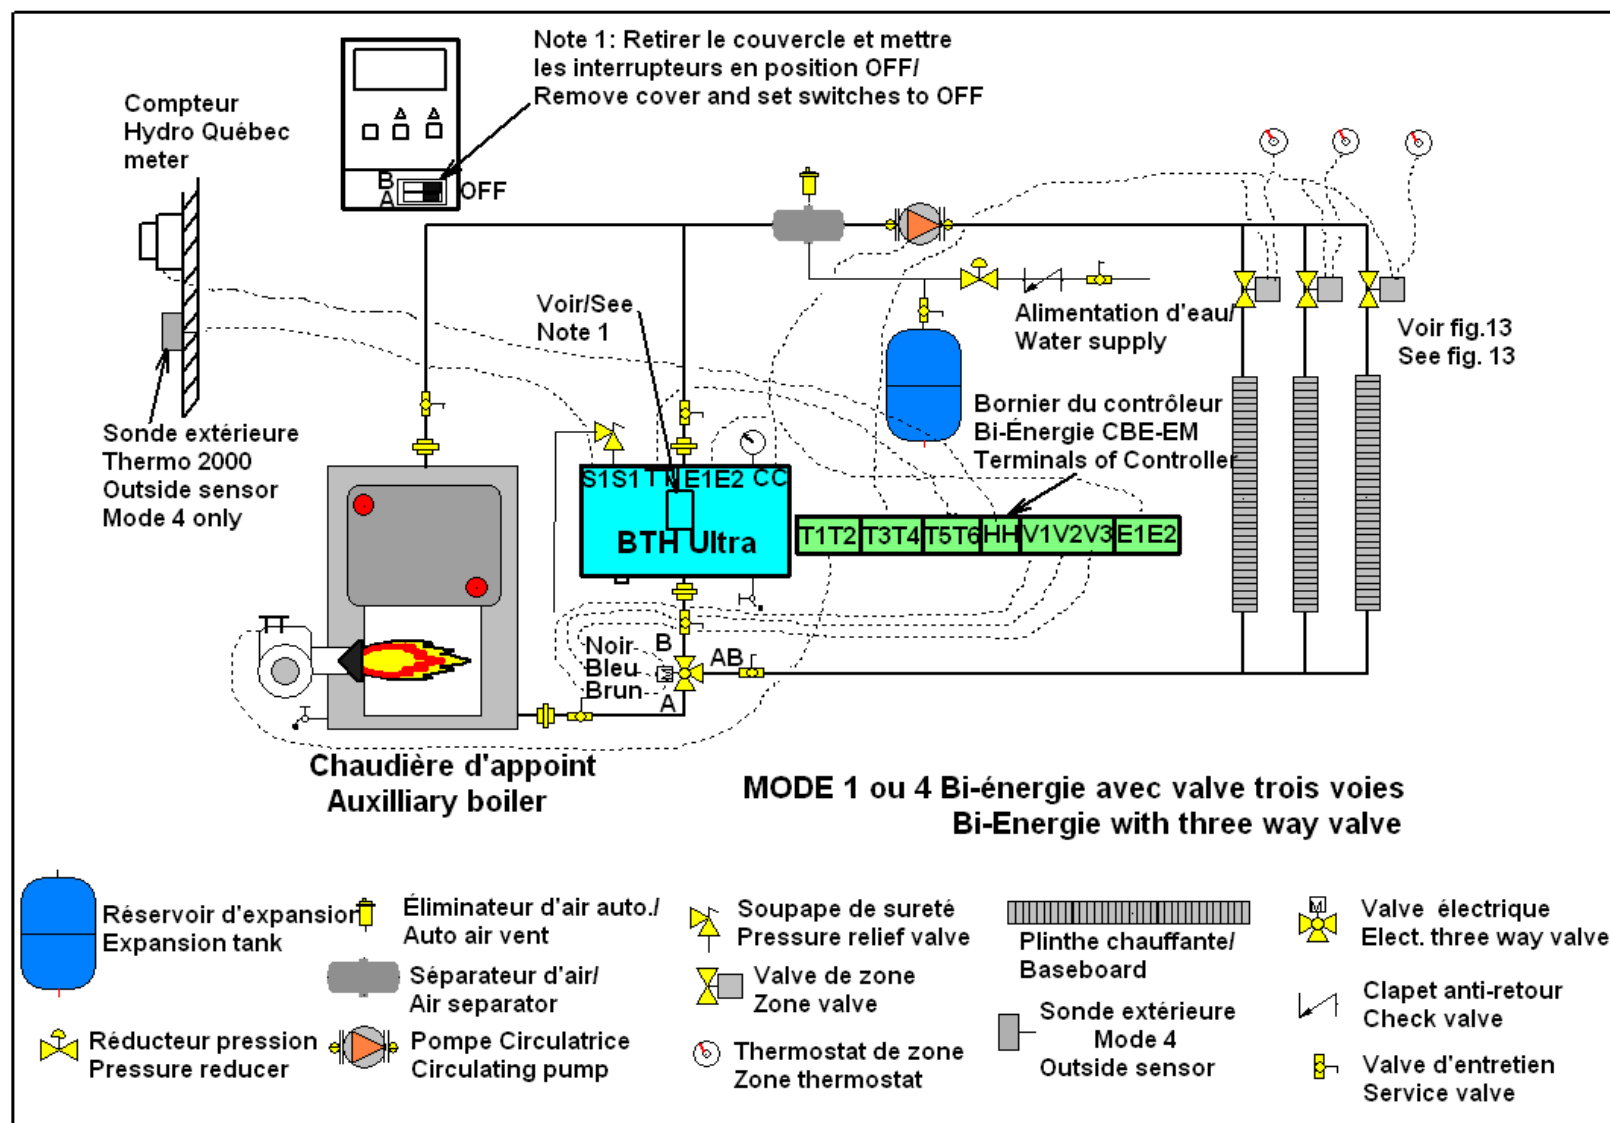 Note 1: Retirer le couvercle et mettre
les interrupteurs en position OFF/
Remove cover and set switches to OFF
Compteur
Hydro Québec
meter
B
A
OFF
Voir/See
Note 1
Alimentation d'eau/
Water supply
Voir fig.13
See fig. 13
Bornier du contrôleur
Bi-Énergie CBE-EM
Terminals of Controller
Sonde extérieure
Thermo 2000
Outside sensor
Mode 4 only
S1S1 TT E1E2 CC
BTH Ultra
T1T2 T3T4 T5T6 HH V1V2V3 E1E2
Noir
Bleu
Brun
B
AB
A
Chaudière d'appoint
Auxilliary boiler
MODE 1 ou 4 Bi-énergie avec valve trois voies
Bi-Energie with three way valve
Réservoir d'expansion
Expansion tank
Éliminateur d'air auto./
Auto air vent
Soupape de sureté
Pressure relief valve
Plinthe chauffante/
Baseboard
M
Valve électrique
Elect. three way valve
Séparateur d'air/
Air separator
Valve de zone
Zone valve
Sonde extérieure
Mode 4
Outside sensor
Clapet anti-retour
Check valve
Réducteur pression
Pressure reducer
Pompe Circulatrice
Circulating pump
Thermostat de zone
Zone thermostat
Valve d'entretien
Service valve